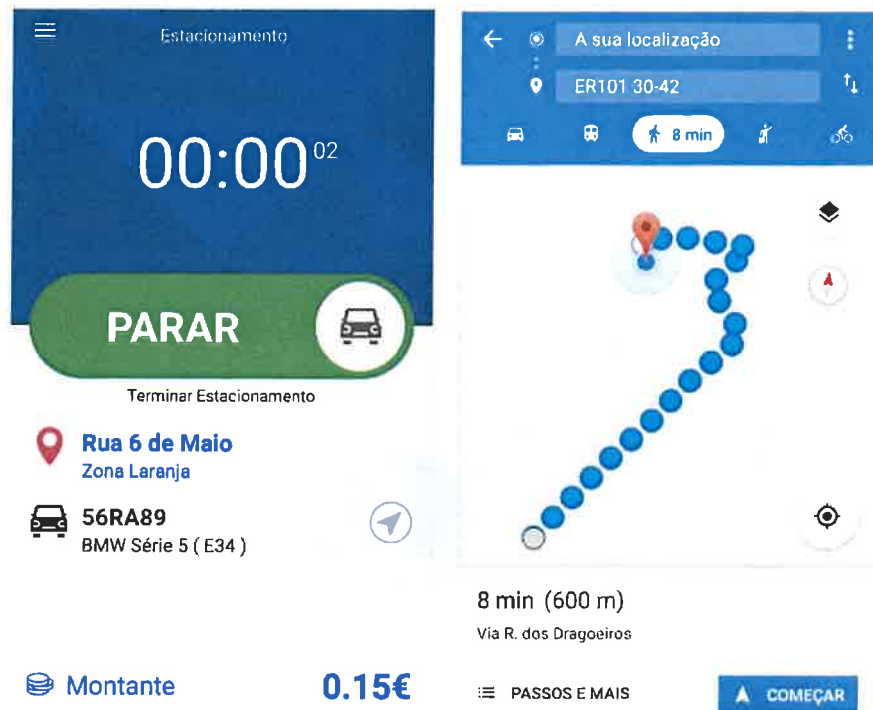 Estacionamento
00:00 02
PARAR
Terminar Estacionamento
Rua 6 de Maio
Zona Laranja
56RA89
BMW Série 5 ( E34 )
Montante
0.15€
A sua localização
ER101 30-42
8 min
8 min (600 m)
Via R. dos Dragoeiros
PASSOS E MAIS
COMEÇAR